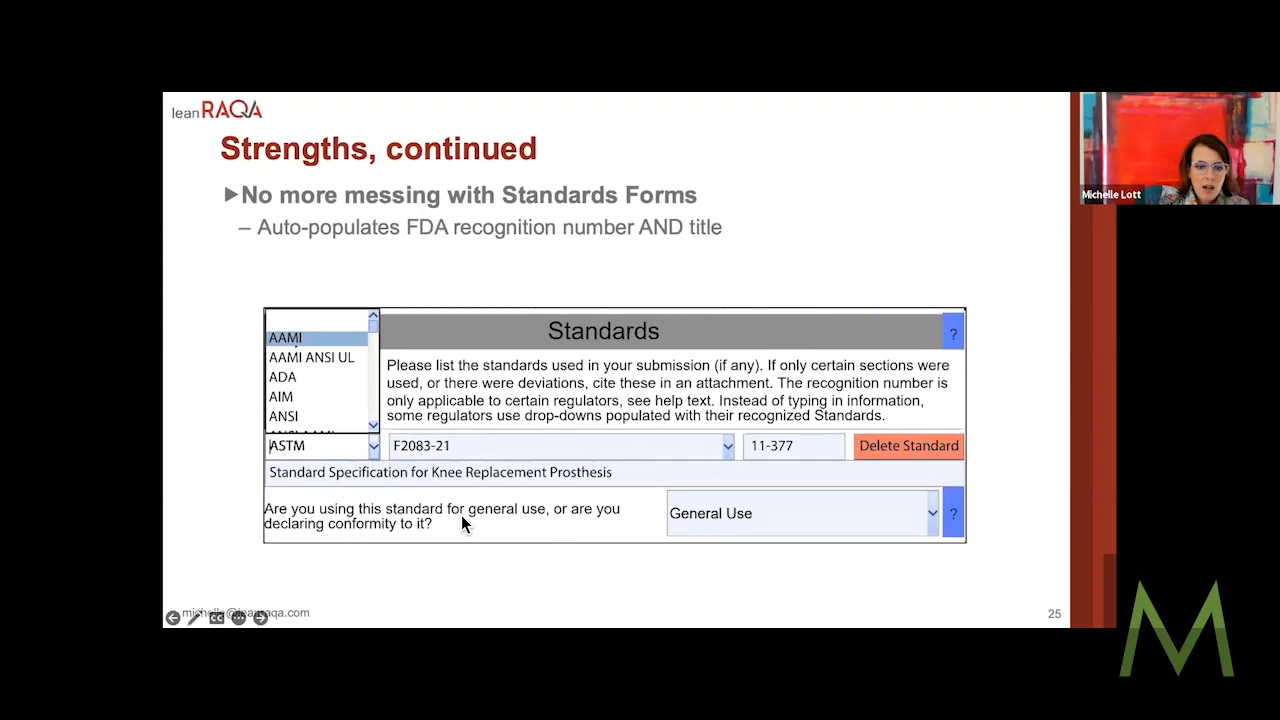 lean RAQA
Strengths, continued
No more messing with Standards Forms
– Auto-populates FDA recognition number AND title
Michelle Lott
AAMI
AAMI ANSI UL
ADA
AIM
ANSI
Standards
?
Please list the standards used in your submission (if any). If only certain sections were
used, or there were deviations, cite these in an attachment. The recognition number is
only applicable to certain regulators, see help text. Instead of typing in information,
some regulators use drop-downs populated with their recognized Standards.
ASTM
F2083-21
11-377
Delete Standard
Standard Specification for Knee Replacement Prosthesis
Are you using this standard for general use, or are you
declaring conformity to it?
General Use
?
CC
25
M